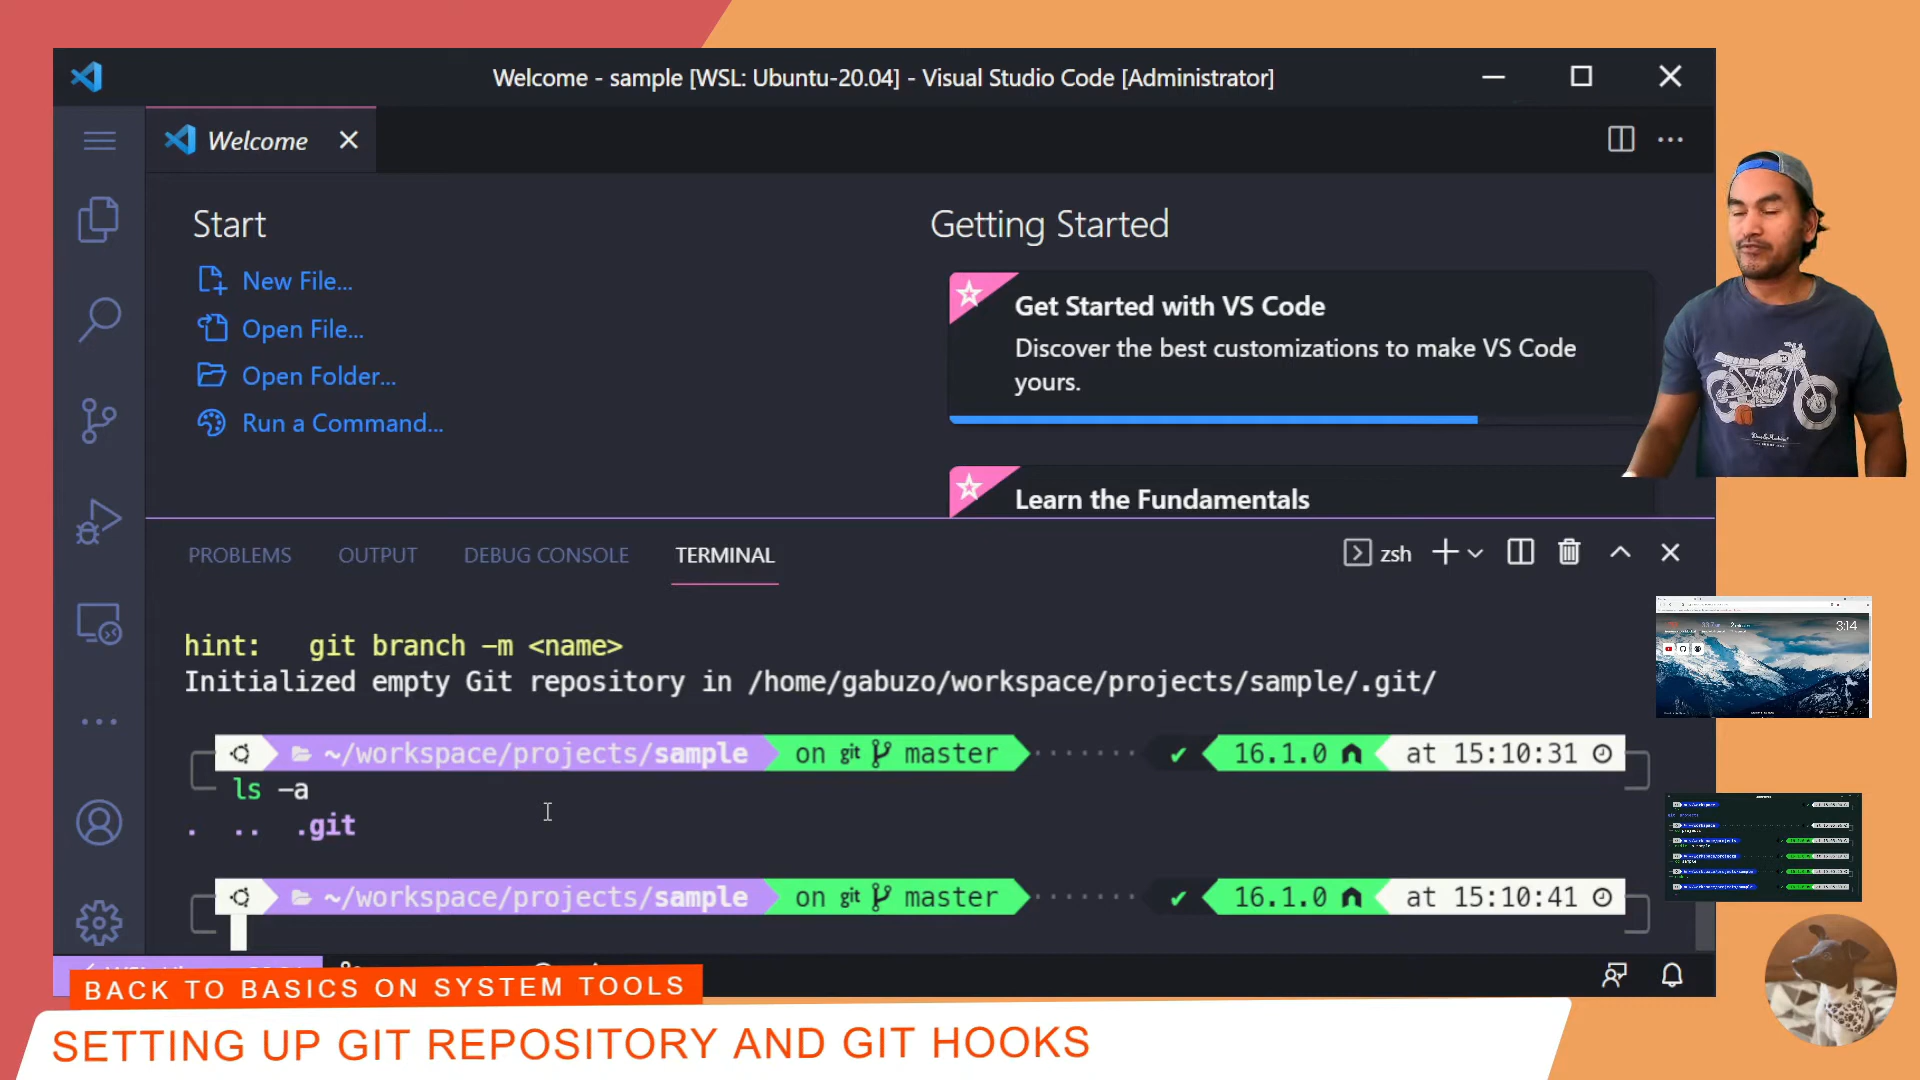 Welcome - sample [WSL: Ubuntu-20.04] - Visual Studio Code [Administrator]
Welcome
Start
New File...
Open File...
Open Folder...
Run a Command...
Getting Started
Get Started with VS Code
Discover the best customizations to make VS Code
yours.
Learn the Fundamentals
PROBLEMS OUTPUT DEBUG CONSOLE TERMINAL zsh
hint: git branch -m <name>
Initialized empty Git repository in /home/gabuzo/workspace/projects/sample/.git/
~/workspace/projects/sample on git master 16.1.0 at 15:10:31
ls -a
. .. .git
~/workspace/projects/sample on git master 16.1.0 at 15:10:41
3:14
BACK TO BASICS ON SYSTEM TOOLS
SETTING UP GIT REPOSITORY AND GIT HOOKS